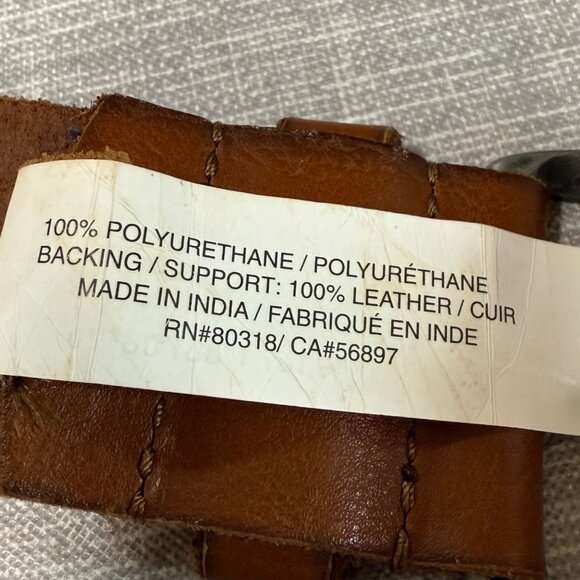 100% POLYURETHANE / POLYURÉTHANE
BACKING / SUPPORT: 100% LEATHER / CUIR
MADE IN INDIA / FABRIQUÉ EN INDE
RN#80318/ CA#56897